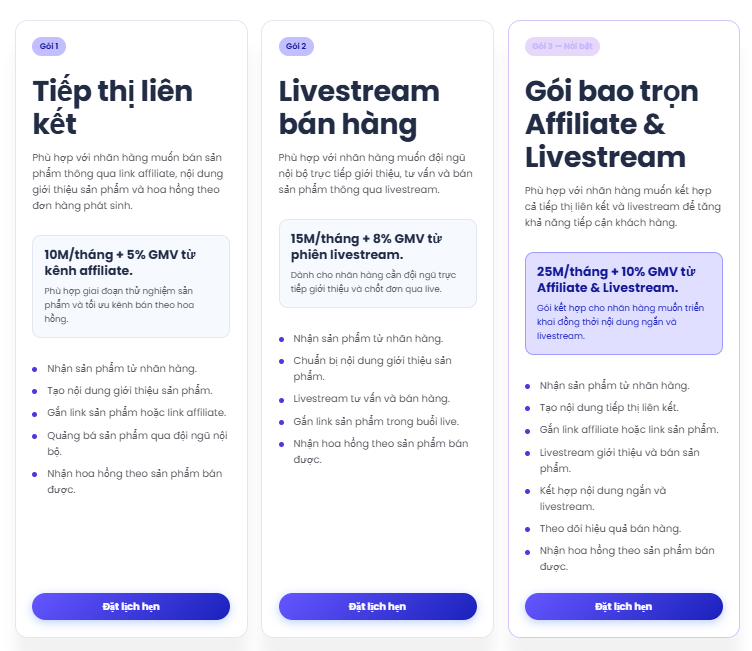 Gói 1
Tiếp thị liên
kết
Phù hợp với nhãn hàng muốn bán sản
phẩm thông qua link affiliate, nội dung
giới thiệu sản phẩm và hoa hồng theo
đơn hàng phát sinh.
10M/tháng + 5% GMV từ
kênh affiliate.
Phù hợp giai đoạn thử nghiệm sản
phẩm và tối ưu kênh bán theo hoa
hồng.
Nhận sản phẩm từ nhãn hàng.
Tạo nội dung giới thiệu sản phẩm.
Gắn link sản phẩm hoặc link affiliate.
Quảng bá sản phẩm qua đội ngũ nội
bộ.
Nhận hoa hồng theo sản phẩm bán
được.
Đặt lịch hẹn
Gói 2
Livestream
bán hàng
Phù hợp với nhãn hàng muốn đội ngũ
nội bộ trực tiếp giới thiệu, tư vấn và bán
sản phẩm thông qua livestream.
15M/tháng + 8% GMV từ
phiên livestream.
Dành cho nhãn hàng cần đội ngũ trực
tiếp giới thiệu và chốt đơn qua live.
Nhận sản phẩm từ nhãn hàng.
Chuẩn bị nội dung giới thiệu sản
phẩm.
Livestream tư vấn và bán hàng.
Gắn link sản phẩm trong buổi live.
Nhận hoa hồng theo sản phẩm bán
được.
Đặt lịch hẹn
Gói 3 — Nổi bật
Gói bao trọn
Affiliate &
Livestream
Phù hợp với nhãn hàng muốn kết hợp
cả tiếp thị liên kết và livestream để tăng
khả năng tiếp cận khách hàng.
25M/tháng + 10% GMV từ
Affiliate & Livestream.
Gói kết hợp cho nhãn hàng muốn triển
khai đồng thời nội dung ngắn và
livestream.
Nhận sản phẩm từ nhãn hàng.
Tạo nội dung tiếp thị liên kết.
Gắn link affiliate hoặc link sản phẩm.
Livestream giới thiệu và bán sản
phẩm.
Kết hợp nội dung ngắn và
livestream.
Theo dõi hiệu quả bán hàng.
Nhận hoa hồng theo sản phẩm bán
được.
Đặt lịch hẹn